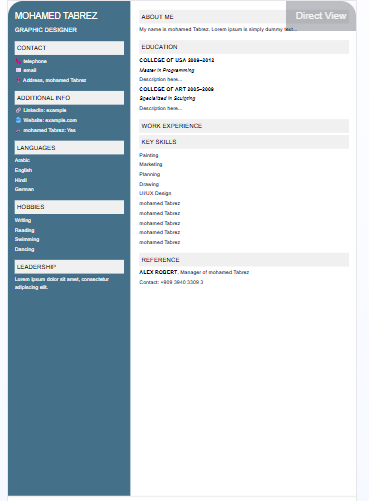 MOHAMED TABREZ
GRAPHIC DESIGNER
CONTACT
telephone
email
Address, mohamed Tabrez
ADDITIONAL INFO
Linkedin: example
Website: example.com
mohamed Tabrez: Yes
LANGUAGES
Arabic
English
Hindi
German
HOBBIES
Writing
Reading
Swimming
Dancing
LEADERSHIP
Lorem ipsum dolor sit amet, consectetur
adipiscing elit.
Direct View
ABOUT ME
My name is mohamed Tabrez. Lorem ipsum is simply dummy text...
EDUCATION
COLLEGE OF USA 2009-2012
Master in Programming
Description here...
COLLEGE OF ART 2005-2009
Specialized in Sculpting
Description here...
WORK EXPERIENCE
KEY SKILLS
Painting
Marketing
Planning
Drawing
UI/UX Design
mohamed Tabrez
mohamed Tabrez
mohamed Tabrez
mohamed Tabrez
mohamed Tabrez
REFERENCE
ALEX ROBERT, Manager of mohamed Tabrez
Contact: +909 3940 3309 3